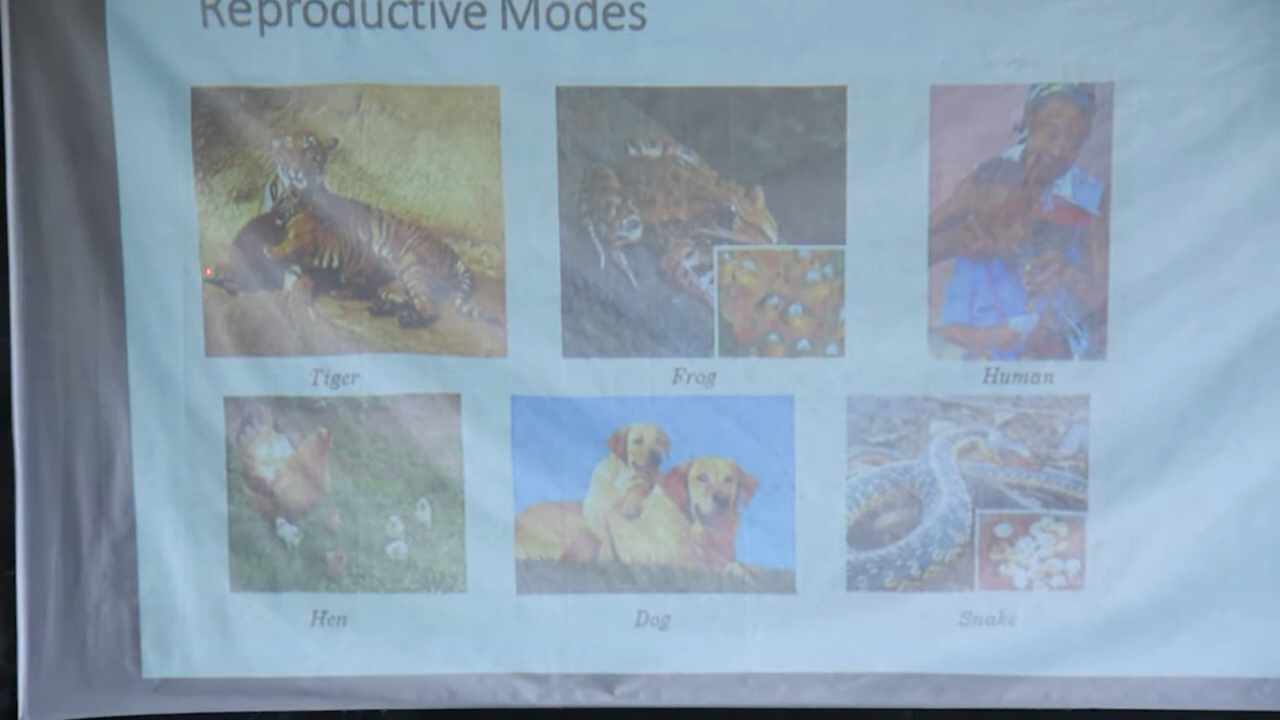 Reproductive Modes
Tiger
Frog
Human
Hen
Dog
Snake